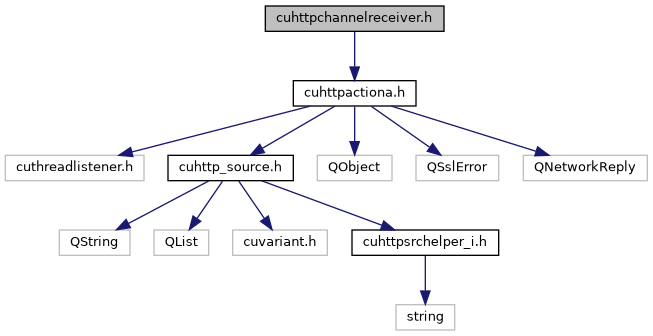 cuhttpchannelreceiver.h
cuhttpactiona.h
cuthreadlistener.h
cuhttp_source.h
QObject
QSslError
QNetworkReply
QString
QList
cuvariant.h
cuhttpsrchelper_i.h
string